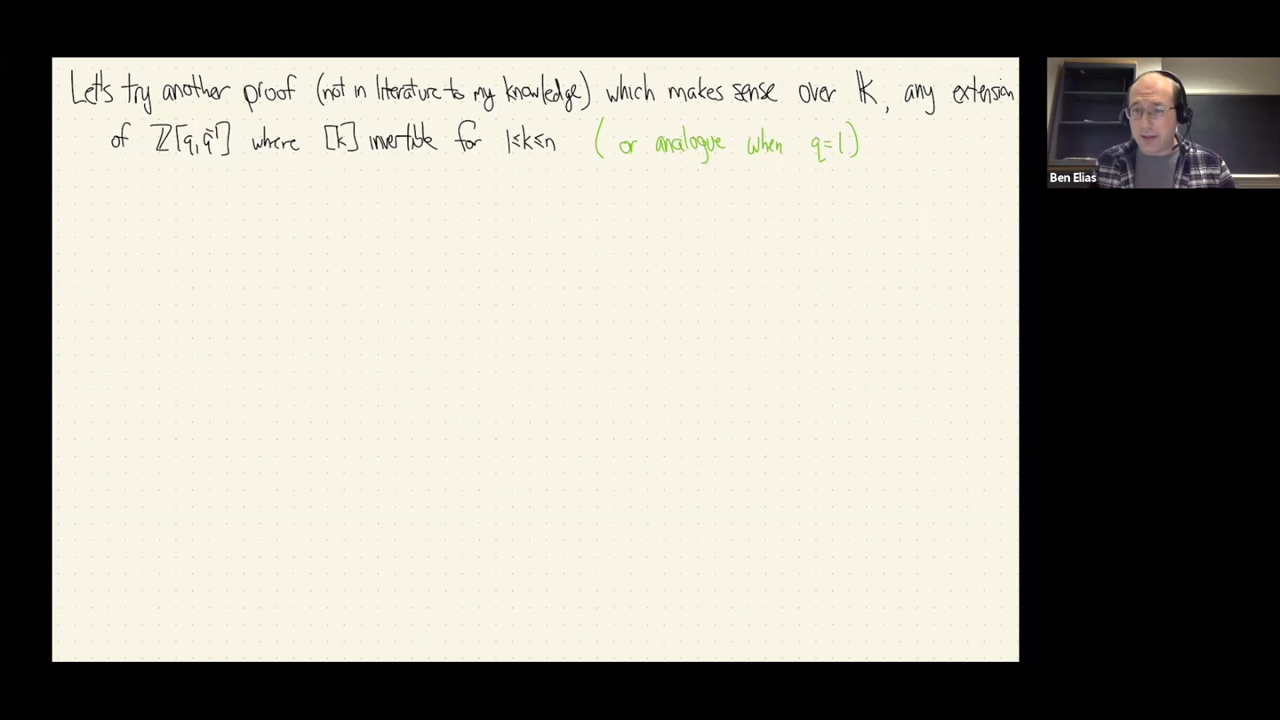 Let's try another proof (not in literature to my knowledge) which makes sense over 𝕜, any extension
of ℤ[q,q⁻¹] where [k] invertible for 1≤k≤n (or analogue when q=1)
Ben Elias